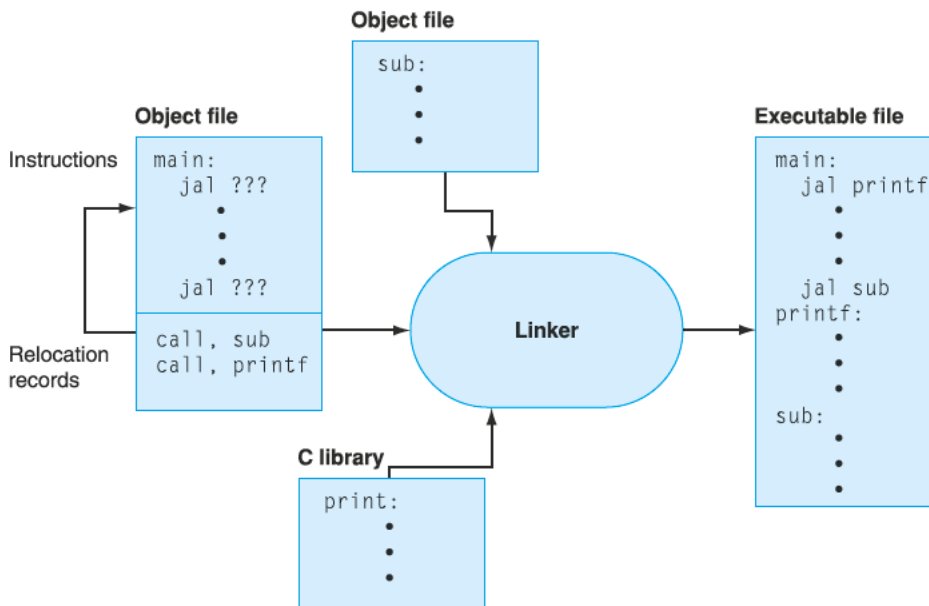 Object file
sub:
Object file
Instructions
main:
jal ???
jal ???
Relocation
records
call, sub
call, printf
Linker
C library
print:
Executable file
main:
jal printf
jal sub
printf:
sub: